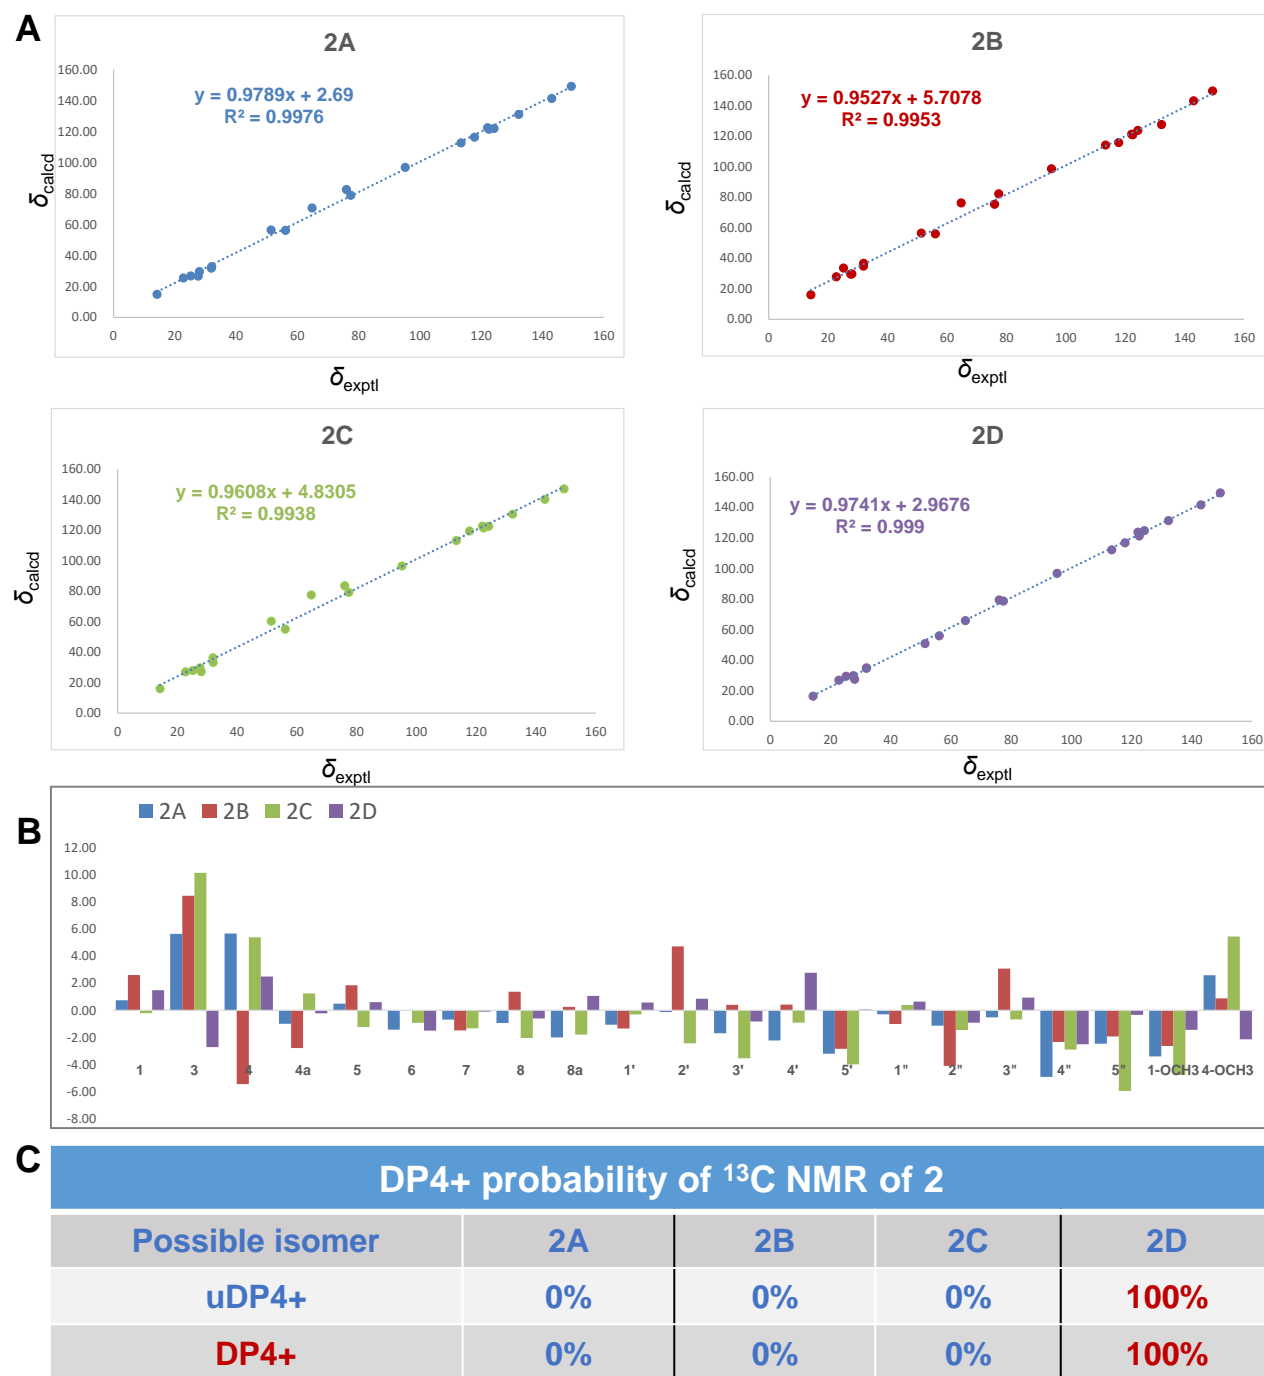 A
2A
y = 0.9789x + 2.69
R² = 0.9976
160.00
140.00
120.00
100.00
80.00
60.00
40.00
20.00
0.00
0 20 40 60 80 100 120 140 160
δcalcd
δexptl
2B
y = 0.9527x + 5.7078
R² = 0.9953
160.00
140.00
120.00
100.00
80.00
60.00
40.00
20.00
0.00
0 20 40 60 80 100 120 140 160
δcalcd
δexptl
2C
y = 0.9608x + 4.8305
R² = 0.9938
160.00
140.00
120.00
100.00
80.00
60.00
40.00
20.00
0.00
0 20 40 60 80 100 120 140 160
δcalcd
δexptl
2D
y = 0.9741x + 2.9676
R² = 0.999
160.00
140.00
120.00
100.00
80.00
60.00
40.00
20.00
0.00
0 20 40 60 80 100 120 140 160
δcalcd
δexptl
B
2A 2B 2C 2D
12.00
10.00
8.00
6.00
4.00
2.00
0.00
-2.00
-4.00
-6.00
-8.00
1 3 4 4a 5 6 7 8 8a 1' 2' 3' 4' 5' 1" 2" 3" 4" 5" 1-OCH3 4-OCH3
C
DP4+ probability of ¹³C NMR of 2
Possible isomer 2A 2B 2C 2D
uDP4+ 0% 0% 0% 100%
DP4+ 0% 0% 0% 100%